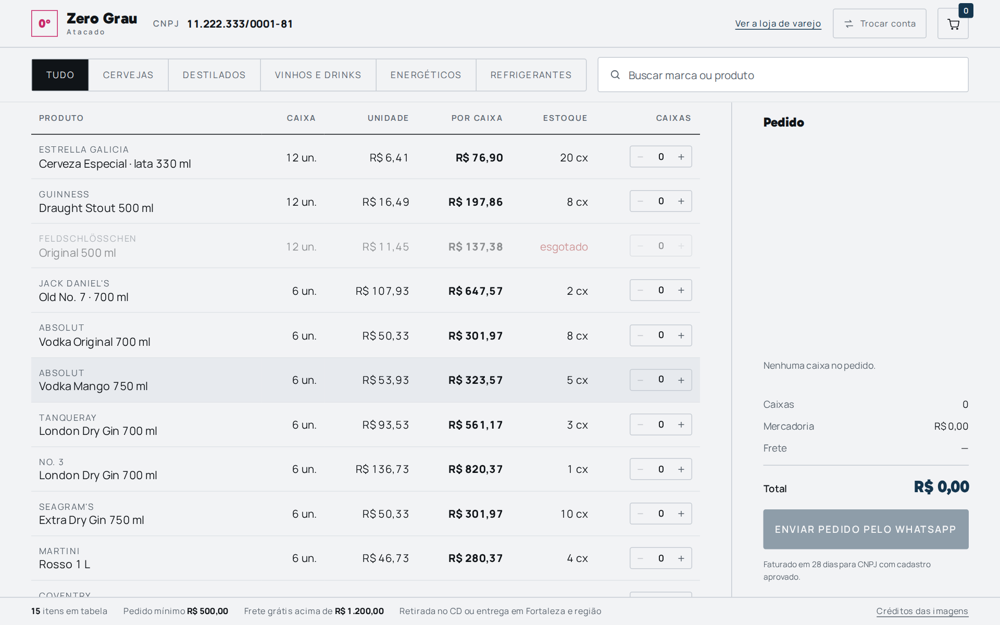 0°
Zero Grau
Atacado
CNPJ 11.222.333/0001-81
Ver a loja de varejo
Trocar conta
0
TUDO
CERVEJAS
DESTILADOS
VINHOS E DRINKS
ENERGÉTICOS
REFRIGERANTES
Buscar marca ou produto
PRODUTO CAIXA UNIDADE POR CAIXA ESTOQUE CAIXAS
ESTRELLA GALICIA
Cerveza Especial · lata 330 ml 12 un. R$ 6,41 R$ 76,90 20 cx − 0 +
GUINNESS
Draught Stout 500 ml 12 un. R$ 16,49 R$ 197,86 8 cx − 0 +
FELDSCHLÖSSCHEN
Original 500 ml 12 un. R$ 11,45 R$ 137,38 esgotado − 0 +
JACK DANIEL'S
Old No. 7 · 700 ml 6 un. R$ 107,93 R$ 647,57 2 cx − 0 +
ABSOLUT
Vodka Original 700 ml 6 un. R$ 50,33 R$ 301,97 8 cx − 0 +
ABSOLUT
Vodka Mango 750 ml 6 un. R$ 53,93 R$ 323,57 5 cx − 0 +
TANQUERAY
London Dry Gin 700 ml 6 un. R$ 93,53 R$ 561,17 3 cx − 0 +
NO. 3
London Dry Gin 700 ml 6 un. R$ 136,73 R$ 820,37 1 cx − 0 +
SEAGRAM'S
Extra Dry Gin 750 ml 6 un. R$ 50,33 R$ 301,97 10 cx − 0 +
MARTINI
Rosso 1 L 6 un. R$ 46,73 R$ 280,37 4 cx − 0 +
COVENTRY
Pedido
Nenhuma caixa no pedido.
Caixas 0
Mercadoria R$ 0,00
Frete —
Total R$ 0,00
ENVIAR PEDIDO PELO WHATSAPP
Faturado em 28 dias para CNPJ com cadastro
aprovado.
15 itens em tabela Pedido mínimo R$ 500,00 Frete grátis acima de R$ 1.200,00 Retirada no CD ou entrega em Fortaleza e região Créditos das imagens